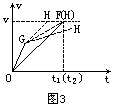 v
v H F(H)
G H
0 t₁(t₂) t
图3